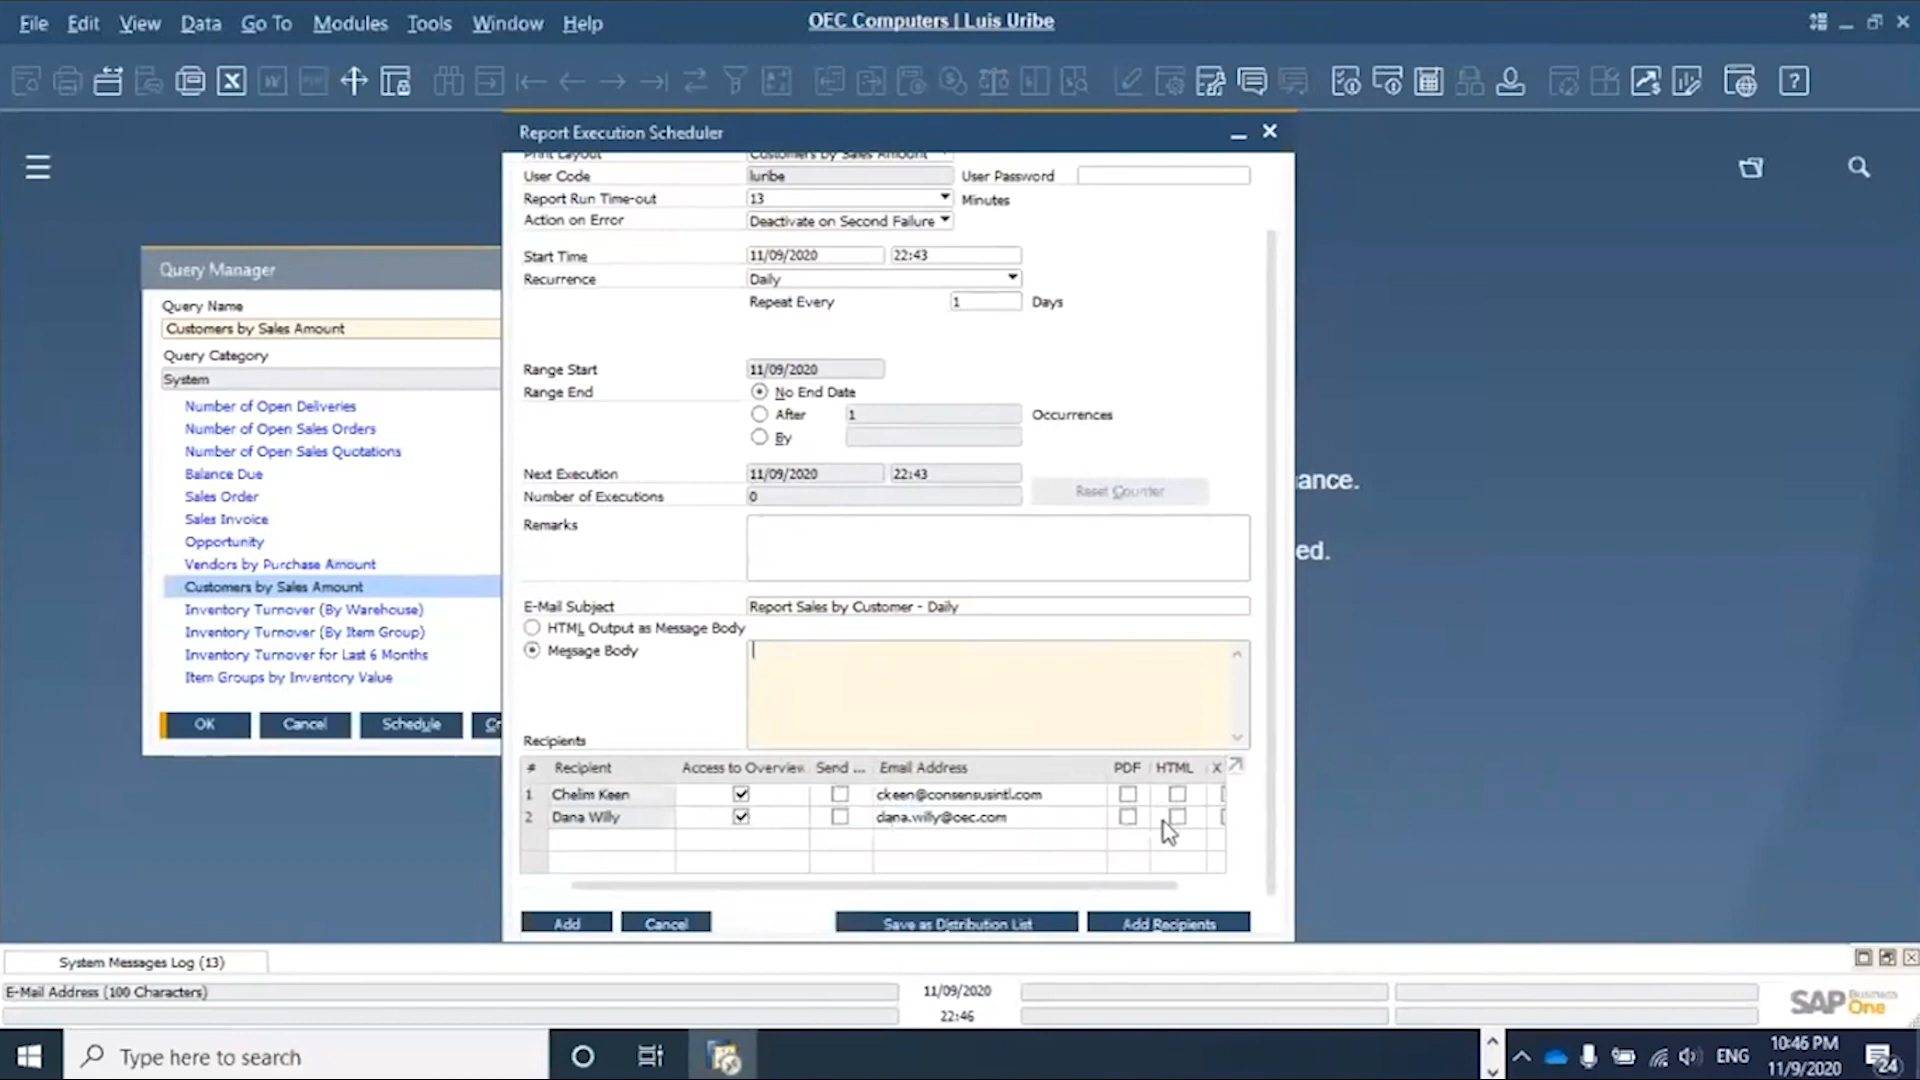 File Edit View Data Go To Modules Tools Window Help
OEC Computers | Luis Uribe
Report Execution Scheduler
Print Layout Customers by Sales Amount
User Code luribe User Password
Report Run Time-out 13 Minutes
Action on Error Deactivate on Second Failure
Start Time 11/09/2020 22:43
Recurrence Daily
Repeat Every 1 Days
Range Start 11/09/2020
Range End No End Date
After 1 Occurrences
By
Next Execution 11/09/2020 22:43
Number of Executions 0 Reset Counter
Remarks
E-Mail Subject Report Sales by Customer - Daily
HTML Output as Message Body
Message Body
Recipients
# Recipient Access to Overview Send ... Email Address PDF HTML X
1 Chelim Keen ckeen@consensusintl.com
2 Dana Willy dana.willy@oec.com
Add Cancel Save as Distribution List Add Recipients
Query Manager
Query Name
Customers by Sales Amount
Query Category
System
Number of Open Deliveries
Number of Open Sales Orders
Number of Open Sales Quotations
Balance Due
Sales Order
Sales Invoice
Opportunity
Vendors by Purchase Amount
Customers by Sales Amount
Inventory Turnover (By Warehouse)
Inventory Turnover (By Item Group)
Inventory Turnover for Last 6 Months
Item Groups by Inventory Value
OK Cancel Schedule Cr
ance.
ed.
System Messages Log (13)
E-Mail Address (100 Characters)
11/09/2020
22:46
SAP Business One
Type here to search
ENG
10:46 PM
11/9/2020
24